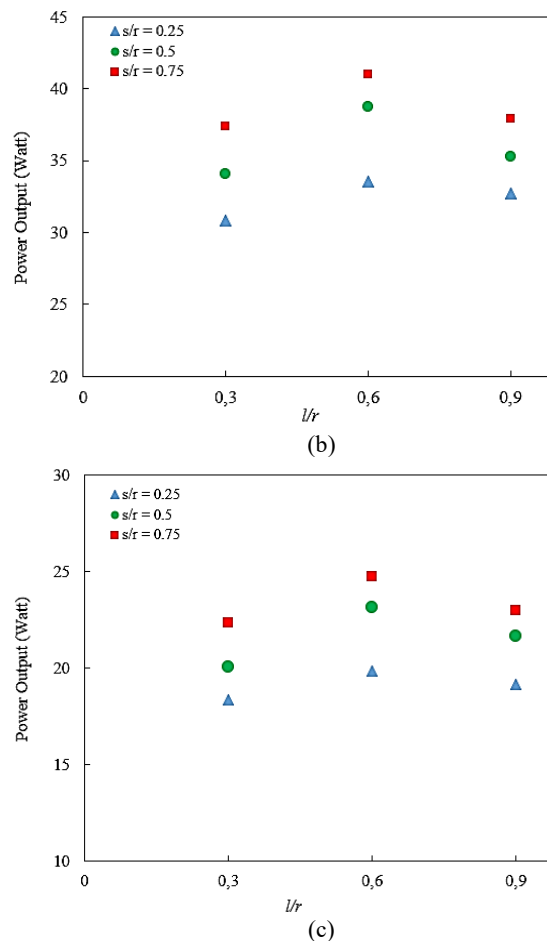 45
s/r = 0.25
s/r = 0.5
s/r = 0.75
40
35
30
25
20
Power Output (Watt)
0
0,3
0,6
0,9
l/r
(b)
30
s/r = 0.25
s/r = 0.5
s/r = 0.75
25
20
15
10
Power Output (Watt)
0
0,3
0,6
0,9
l/r
(c)